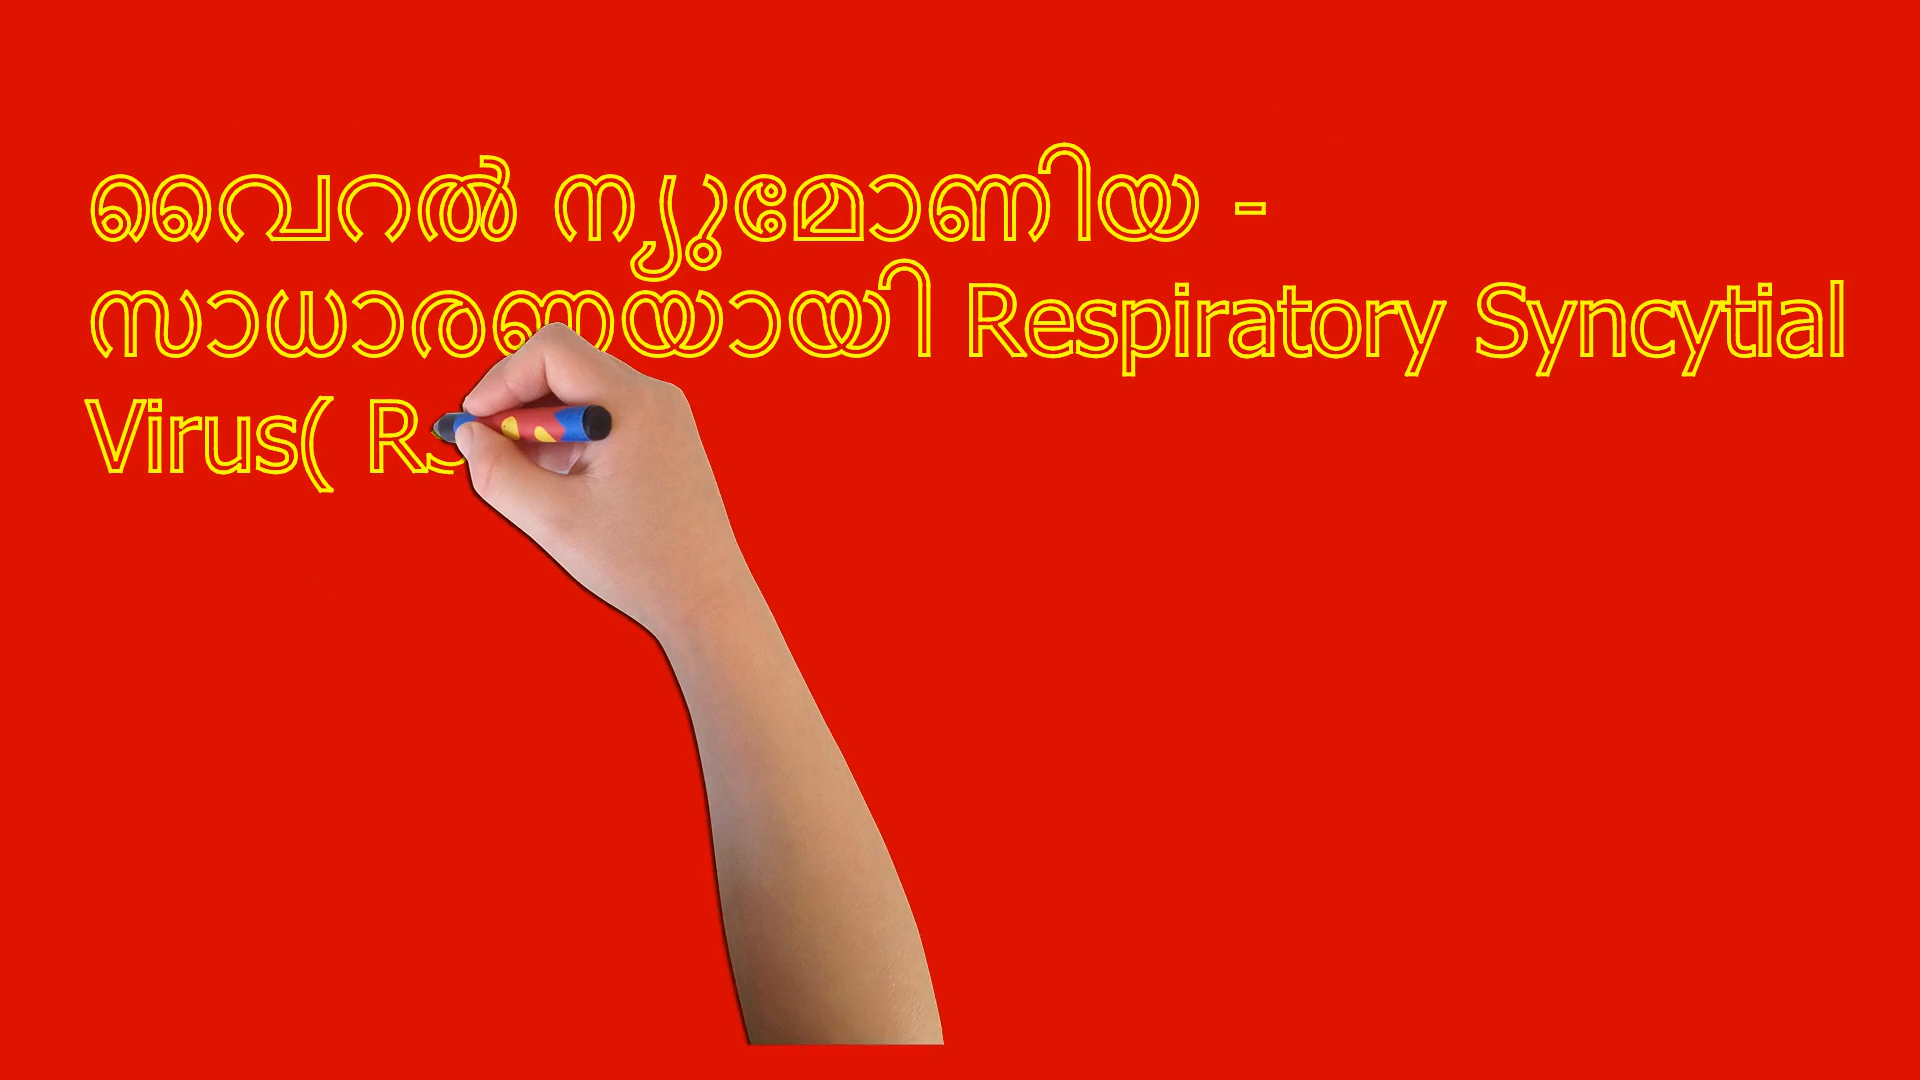 വൈറൽ ന്യുമോണിയ -
സാധാരണയായി Respiratory Syncytial
Virus(